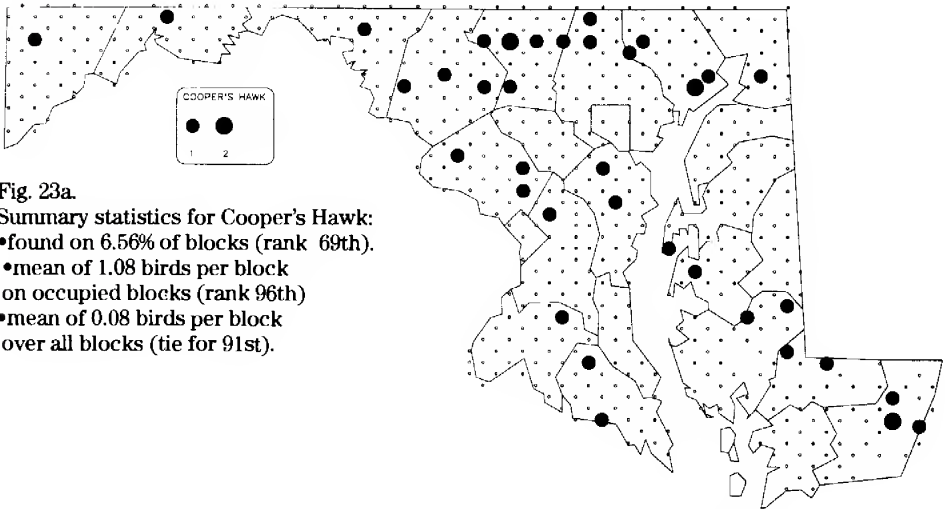 COOPER'S HAWK
1 2
Fig. 23a.
Summary statistics for Cooper's Hawk:
•found on 6.56% of blocks (rank 69th).
•mean of 1.08 birds per block
on occupied blocks (rank 96th)
•mean of 0.08 birds per block
over all blocks (tie for 91st).